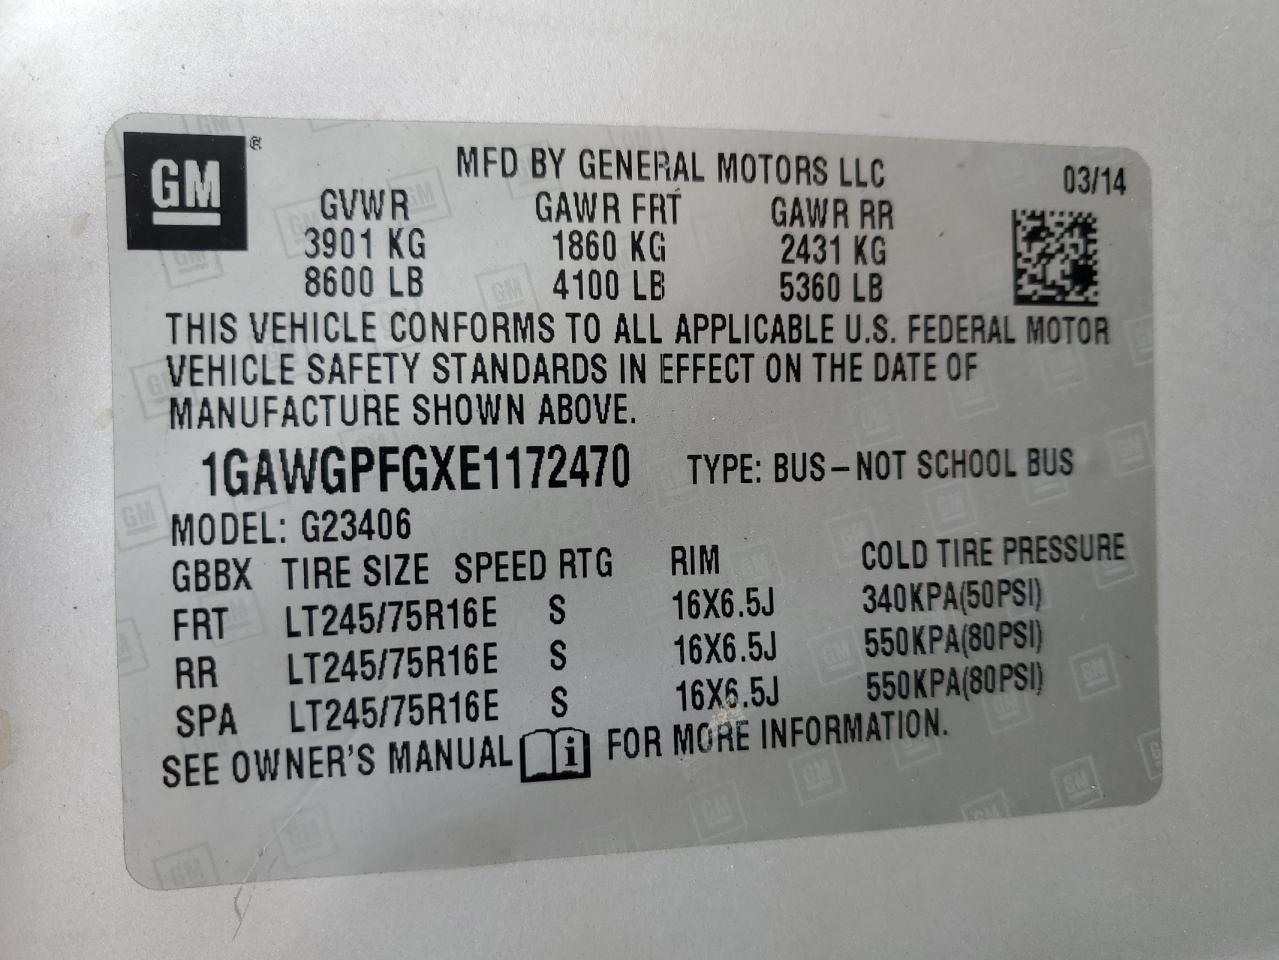 GM ®
MFD BY GENERAL MOTORS LLC 03/14
GVWR GAWR FRT GAWR RR
3901 KG 1860 KG 2431 KG
8600 LB 4100 LB 5360 LB
THIS VEHICLE CONFORMS TO ALL APPLICABLE U.S. FEDERAL MOTOR
VEHICLE SAFETY STANDARDS IN EFFECT ON THE DATE OF
MANUFACTURE SHOWN ABOVE.
1GAWGPFGXE1172470 TYPE: BUS–NOT SCHOOL BUS
MODEL: G23406
GBBX TIRE SIZE SPEED RTG RIM COLD TIRE PRESSURE
FRT LT245/75R16E S 16X6.5J 340KPA(50PSI)
RR LT245/75R16E S 16X6.5J 550KPA(80PSI)
SPA LT245/75R16E S 16X6.5J 550KPA(80PSI)
SEE OWNER'S MANUAL i FOR MORE INFORMATION.